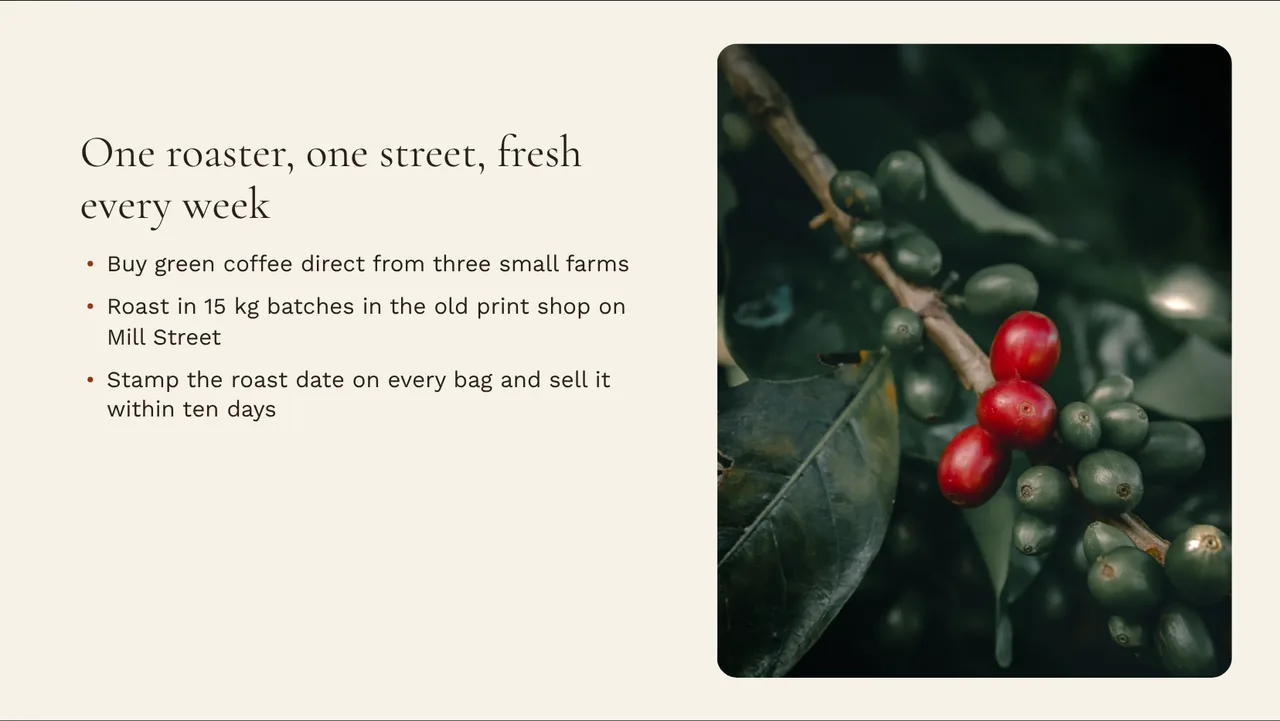 One roaster, one street, fresh
every week
• Buy green coffee direct from three small farms
• Roast in 15 kg batches in the old print shop on
Mill Street
• Stamp the roast date on every bag and sell it
within ten days